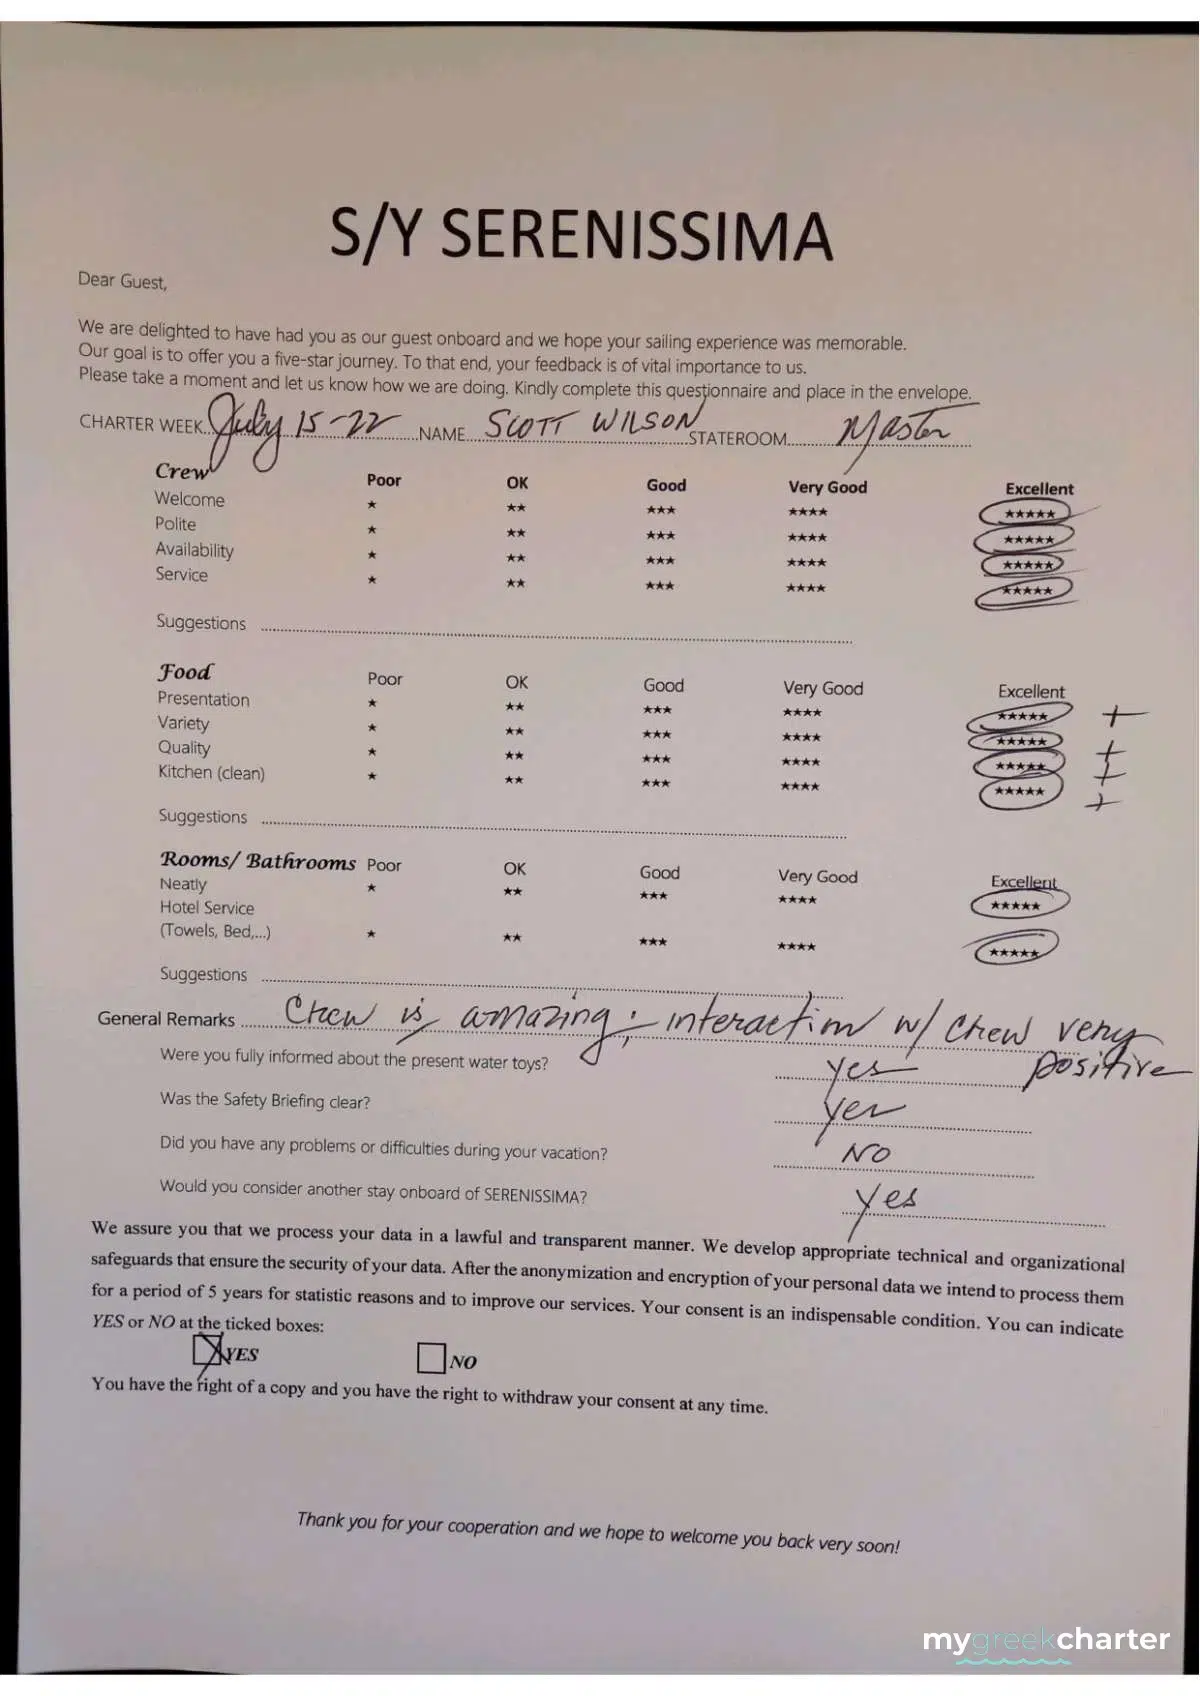 S/Y SERENISSIMA
Dear Guest,
We are delighted to have had you as our guest onboard and we hope your sailing experience was memorable.
Our goal is to offer you a five-star journey. To that end, your feedback is of vital importance to us.
Please take a moment and let us know how we are doing. Kindly complete this questionnaire and place in the envelope.
CHARTER WEEK July 15-22 NAME SCOTT WILSON STATEROOM Master
Crew Poor OK Good Very Good Excellent
Welcome ★ ★★ ★★★ ★★★★ ★★★★★
Polite ★ ★★ ★★★ ★★★★ ★★★★★
Availability ★ ★★ ★★★ ★★★★ ★★★★★
Service ★ ★★ ★★★ ★★★★ ★★★★★
Suggestions
Food Poor OK Good Very Good Excellent
Presentation ★ ★★ ★★★ ★★★★ ★★★★★ +
Variety ★ ★★ ★★★ ★★★★ ★★★★★ +
Quality ★ ★★ ★★★ ★★★★ ★★★★★ +
Kitchen (clean) ★ ★★ ★★★ ★★★★ ★★★★★ +
Suggestions
Rooms/ Bathrooms Poor OK Good Very Good Excellent
Neatly ★ ★★ ★★★ ★★★★ ★★★★★
Hotel Service
(Towels, Bed,...) ★ ★★ ★★★ ★★★★ ★★★★★
Suggestions
General Remarks Crew is amazing; interaction w/ crew very
positive
Were you fully informed about the present water toys? yes
Was the Safety Briefing clear? yes
Did you have any problems or difficulties during your vacation? NO
Would you consider another stay onboard of SERENISSIMA? yes
We assure you that we process your data in a lawful and transparent manner. We develop appropriate technical and organizational
safeguards that ensure the security of your data. After the anonymization and encryption of your personal data we intend to process them
for a period of 5 years for statistic reasons and to improve our services. Your consent is an indispensable condition. You can indicate
YES or NO at the ticked boxes:
YES NO
You have the right of a copy and you have the right to withdraw your consent at any time.
Thank you for your cooperation and we hope to welcome you back very soon!
mygreekcharter